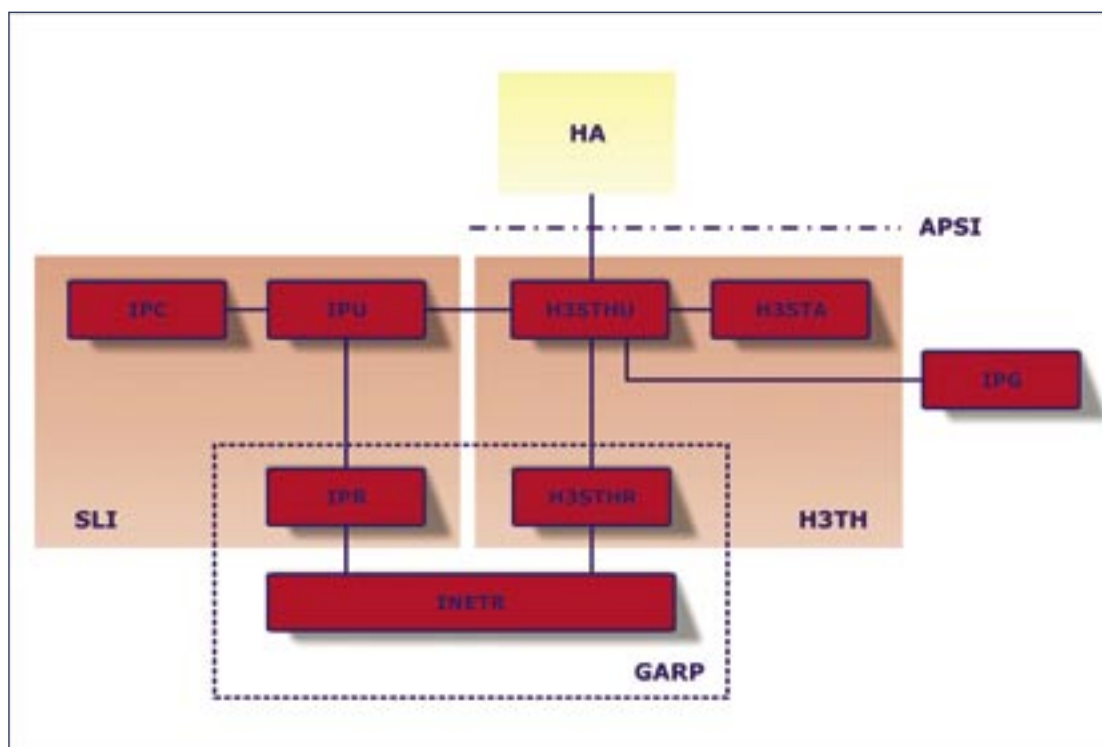 HA
APSI
IPC
IPU
H3STHU
H3STA
IPG
IPR
H3STHR
SLI
H3TH
INETR
GARP